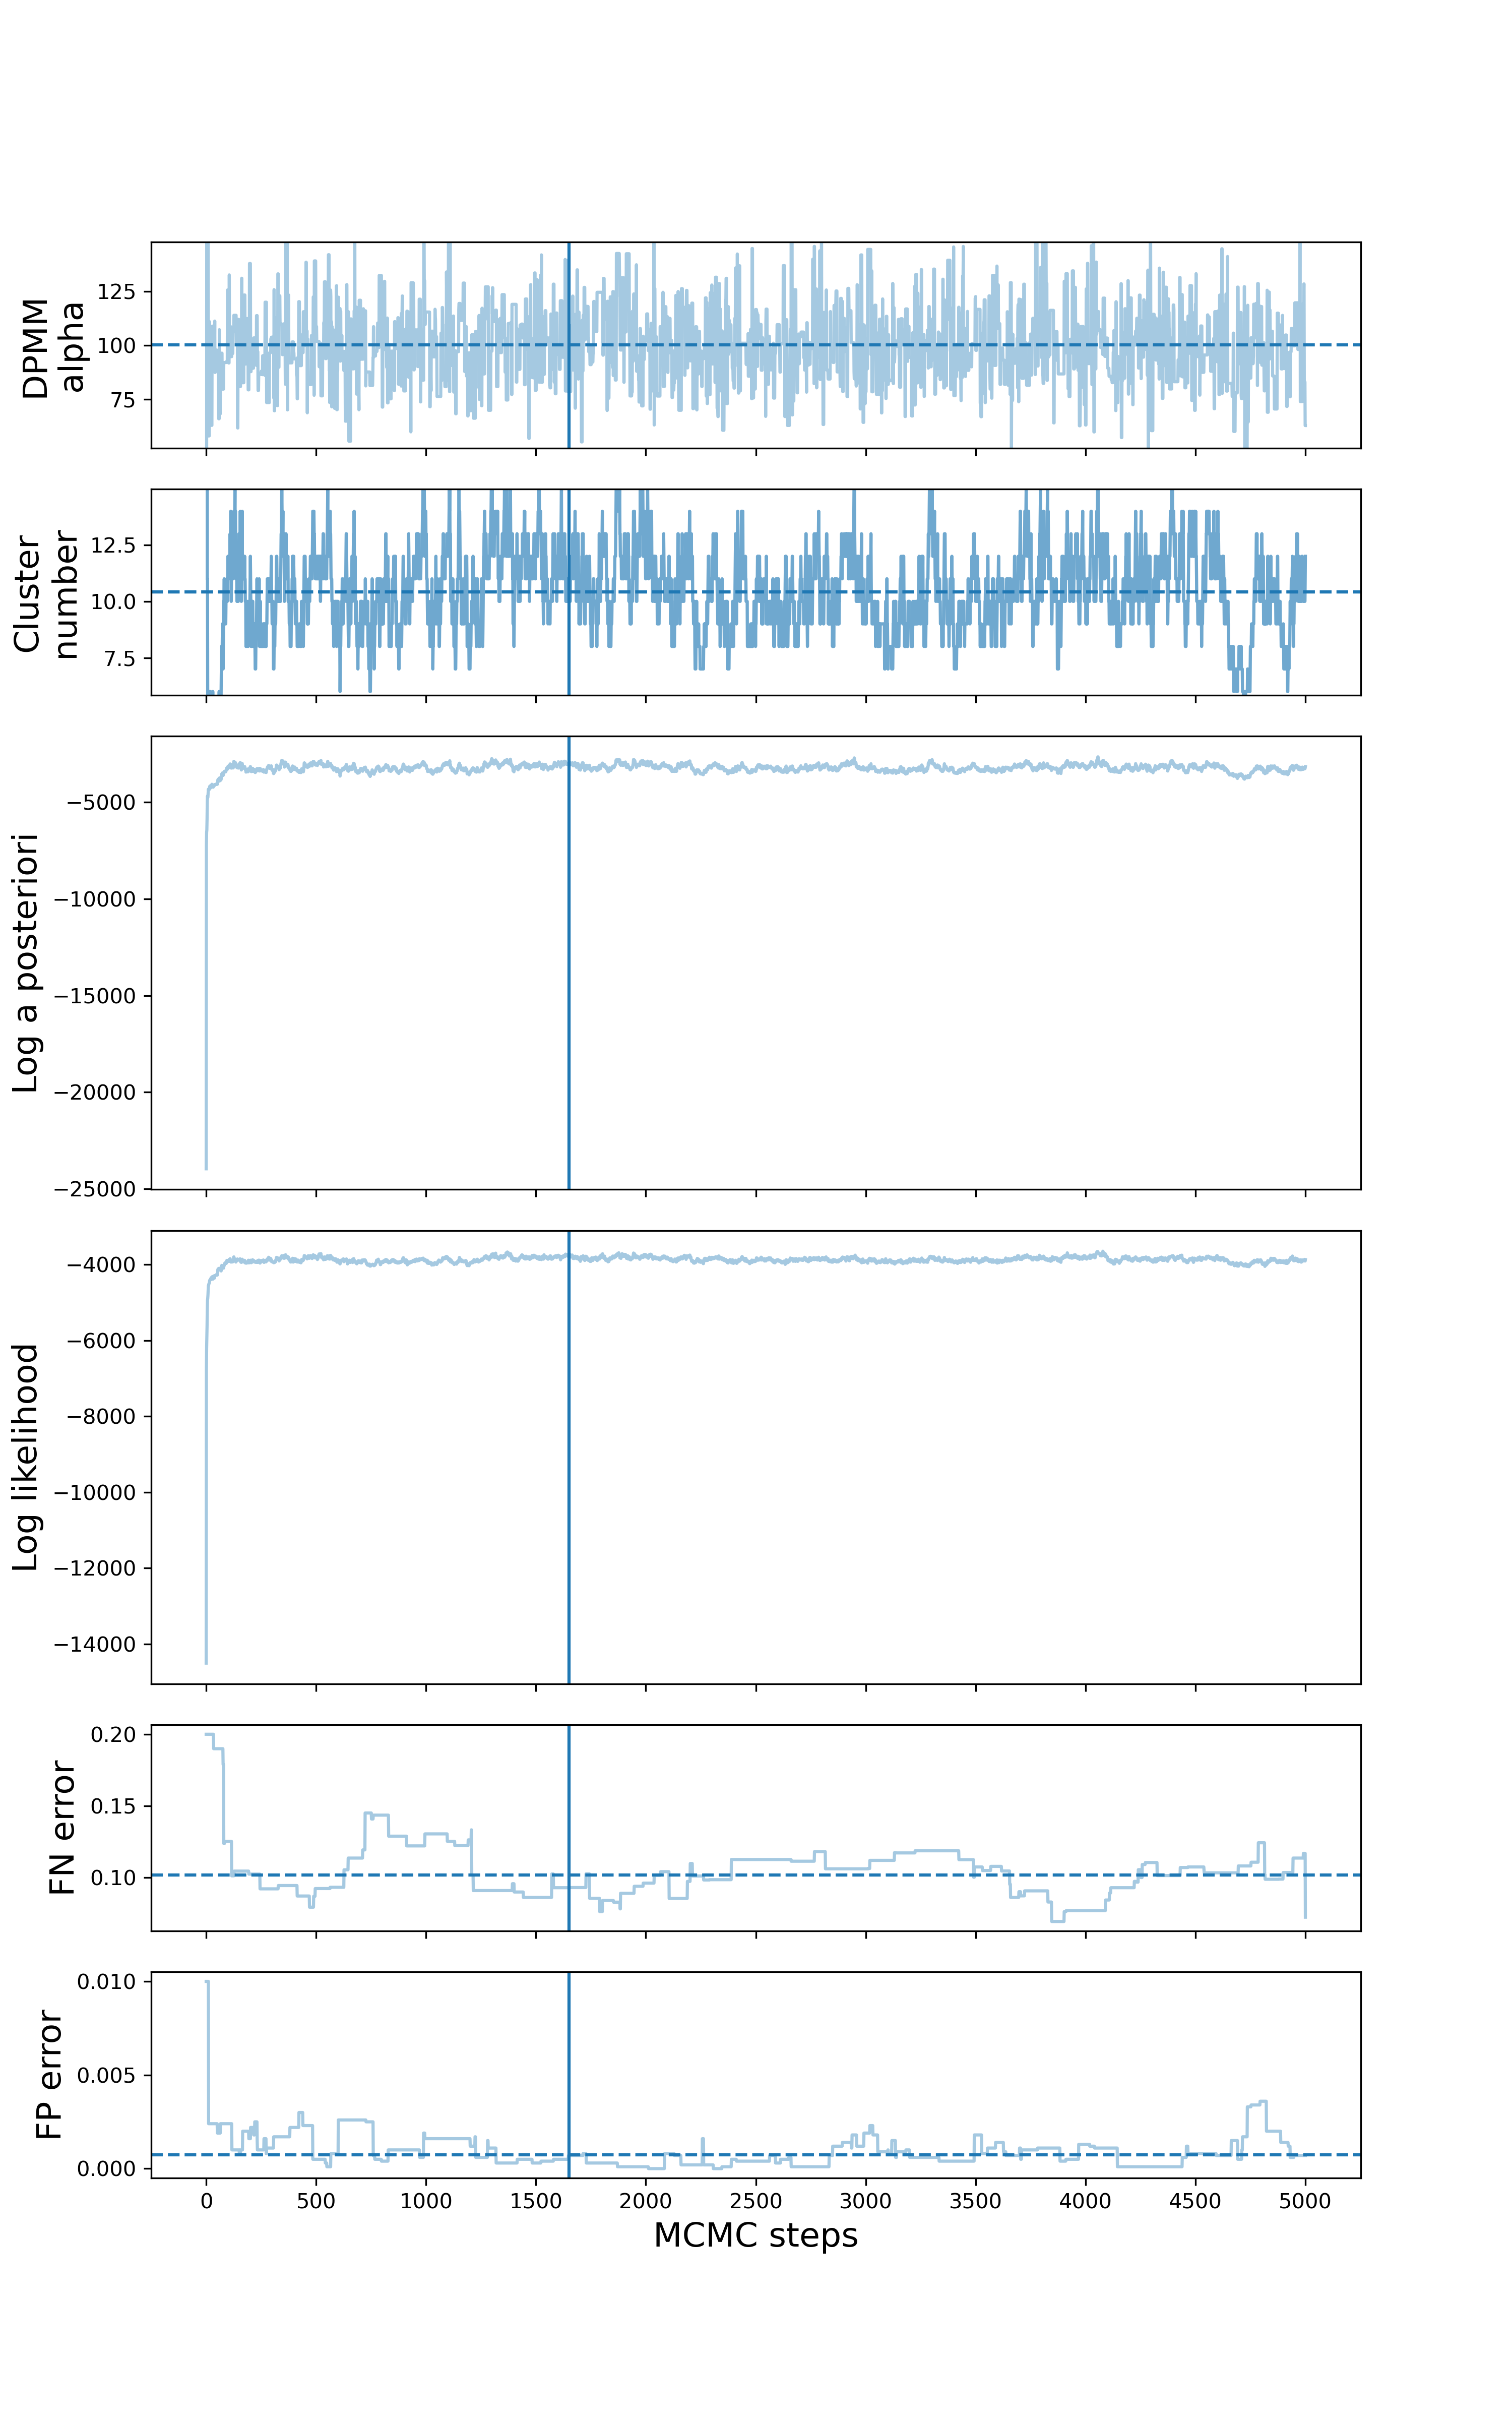 DPMM
alpha
125
100
75
Cluster
number
12.5
10.0
7.5
Log a posteriori
−5000
−10000
−15000
−20000
−25000
Log likelihood
−4000
−6000
−8000
−10000
−12000
−14000
FN error
0.20
0.15
0.10
FP error
0.010
0.005
0.000
0 500 1000 1500 2000 2500 3000 3500 4000 4500 5000
MCMC steps